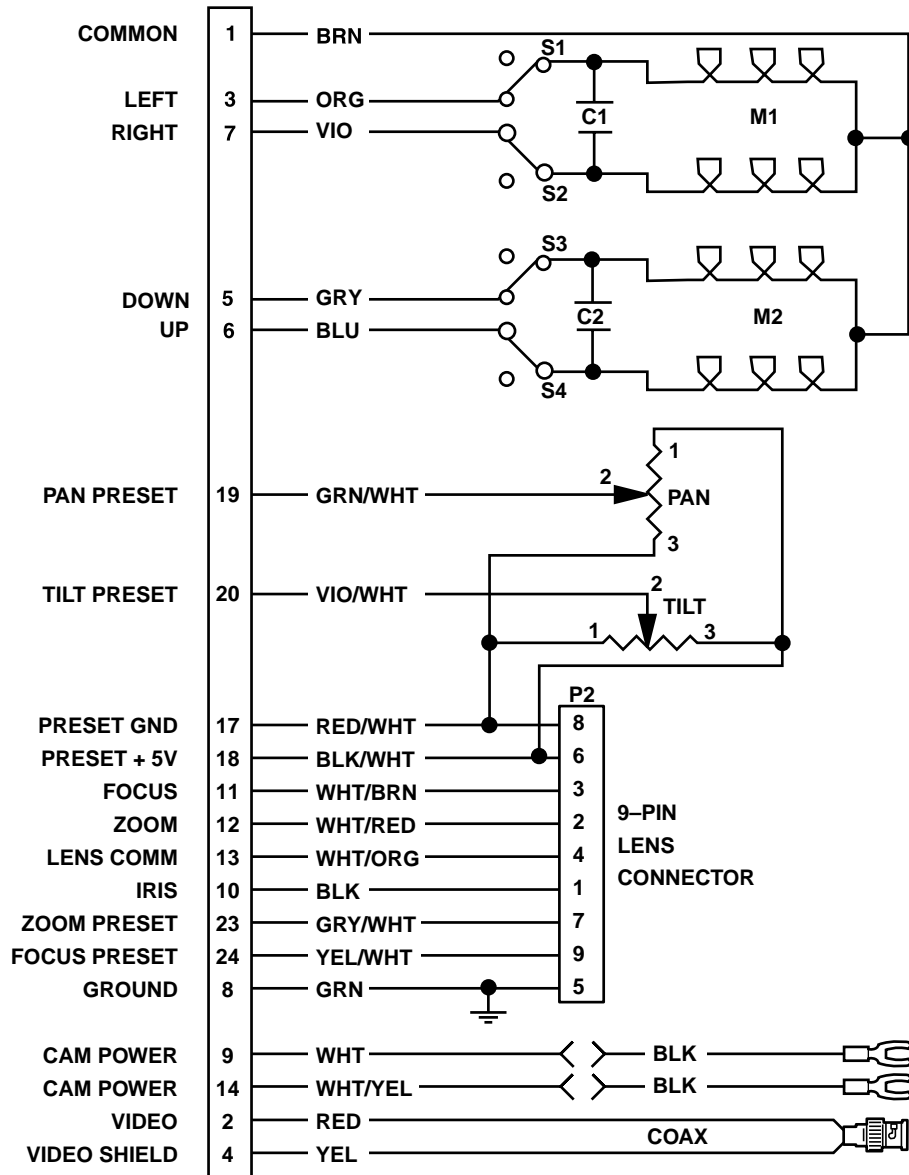 COMMON 1 BRN
S1
LEFT 3 ORG
C1 M1
RIGHT 7 VIO
S2
S3
DOWN 5 GRY
C2 M2
UP 6 BLU
S4
1
PAN PRESET 19 GRN/WHT 2 PAN
3
TILT PRESET 20 VIO/WHT 2
TILT
1 3
P2
PRESET GND 17 RED/WHT 8
PRESET + 5V 18 BLK/WHT 6
FOCUS 11 WHT/BRN 3
ZOOM 12 WHT/RED 2
LENS COMM 13 WHT/ORG 4
IRIS 10 BLK 1
ZOOM PRESET 23 GRY/WHT 7
FOCUS PRESET 24 YEL/WHT 9
GROUND 8 GRN 5
9–PIN
LENS
CONNECTOR
CAM POWER 9 WHT BLK
CAM POWER 14 WHT/YEL BLK
VIDEO 2 RED
COAX
VIDEO SHIELD 4 YEL